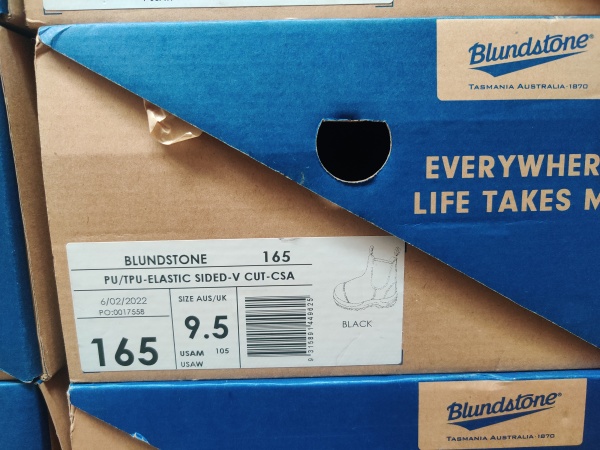 Blundstone®
TASMANIA AUSTRALIA·1870
EVERYWHER
LIFE TAKES M
BLUNDSTONE 165
PU/TPU-ELASTIC SIDED-V CUT-CSA
6/02/2022
PO:0017558
165
SIZE AUS/UK
9.5
USAM 105
USAW
9315891449625
BLACK
Blundstone®
TASMANIA AUSTRALIA·1870